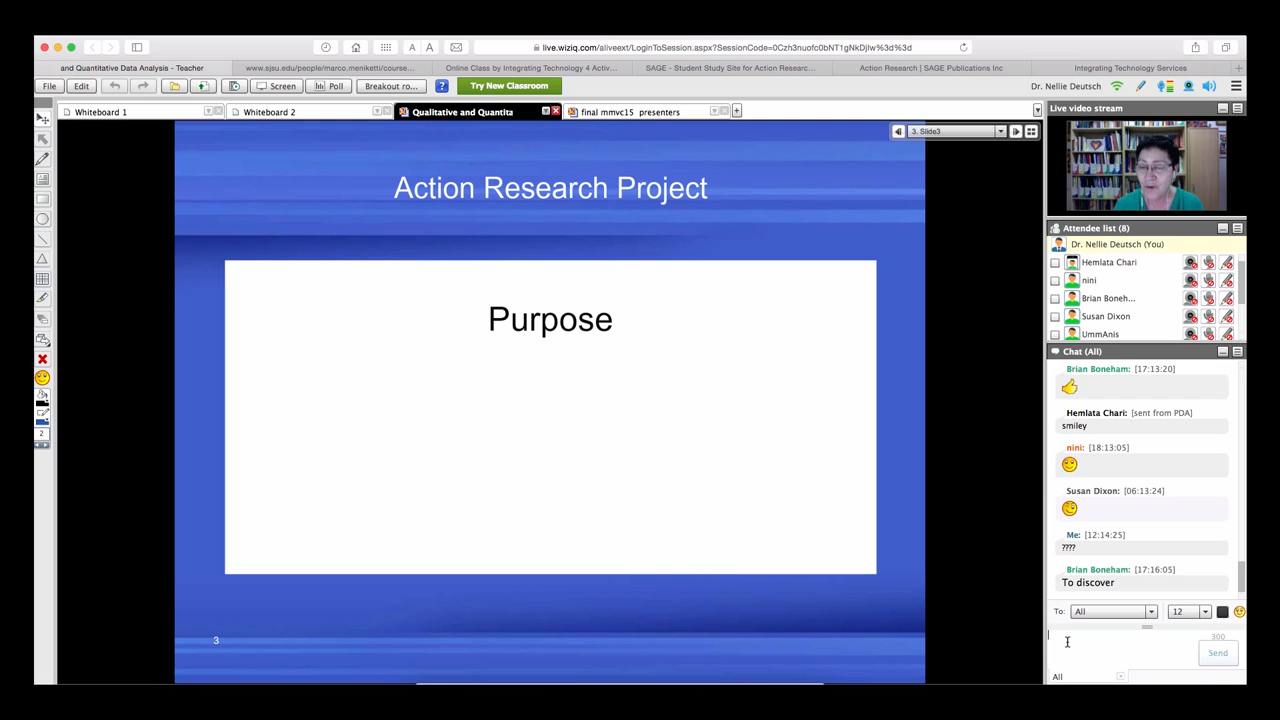 live.wiziq.com/aliveext/LoginToSession.aspx?SessionCode=0Czh3nuofc0bNT1gNkDjlw%3d%3d
and Quantitative Data Analysis - Teacher
www.sjsu.edu/people/marco.meniketti/course...
Online Class by Integrating Technology 4 Activ...
SAGE - Student Study Site for Action Researc...
Action Research | SAGE Publications Inc
Integrating Technology Services
File
Edit
Screen
Poll
Breakout ro...
?
Try New Classroom
Dr. Nellie Deutsch
Whiteboard 1
Whiteboard 2
Qualitative and Quantita
final mmvc15 presenters
3. Slide3
Action Research Project
Purpose
3
2
Live video stream
Attendee list (8)
Dr. Nellie Deutsch (You)
Hemlata Chari
nini
Brian Boneh...
Susan Dixon
UmmAnis
Chat (All)
Brian Boneham: [17:13:20]
Hemlata Chari: [sent from PDA]
smiley
nini: [18:13:05]
Susan Dixon: [06:13:24]
Me: [12:14:25]
????
Brian Boneham: [17:16:05]
To discover
To: All 12
300
Send
All